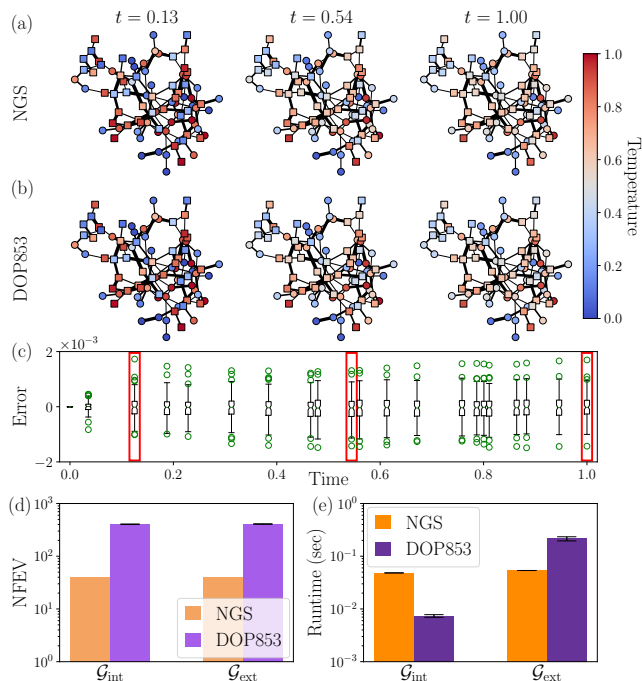 (a)
t = 0.13
t = 0.54
t = 1.00
NGS
(b)
DOP853
1.0
0.8
0.6
0.4
0.2
0.0
Temperature
(c)
×10⁻³
2
0
−2
Error
0.0
0.2
0.4
0.6
0.8
1.0
Time
(d)
10³
10²
10¹
10⁰
NFEV
NGS
DOP853
𝒢int
𝒢ext
(e)
10⁰
10⁻¹
10⁻²
10⁻³
Runtime (sec)
NGS
DOP853
𝒢int
𝒢ext